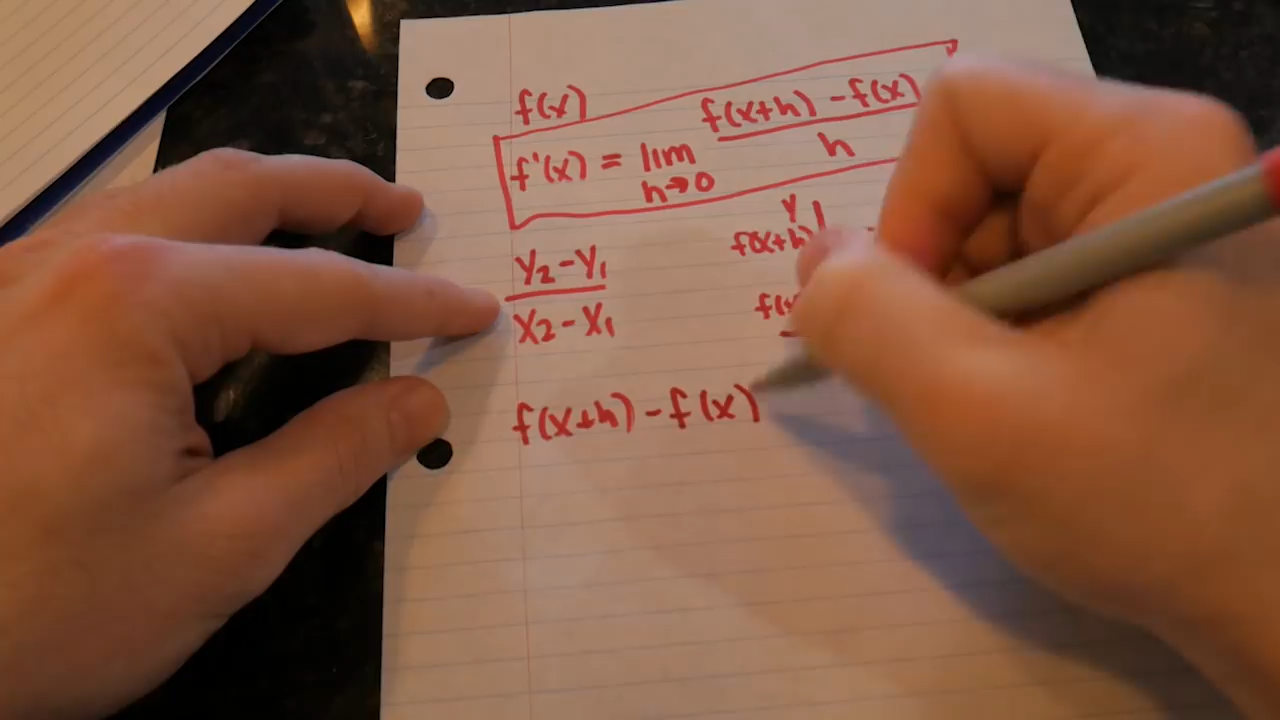 f(x)
f'(x) = lim h→0 f(x+h) - f(x) / h
y
f(x+h)
Y₂ - Y₁ / X₂ - X₁
f(x+h) - f(x)